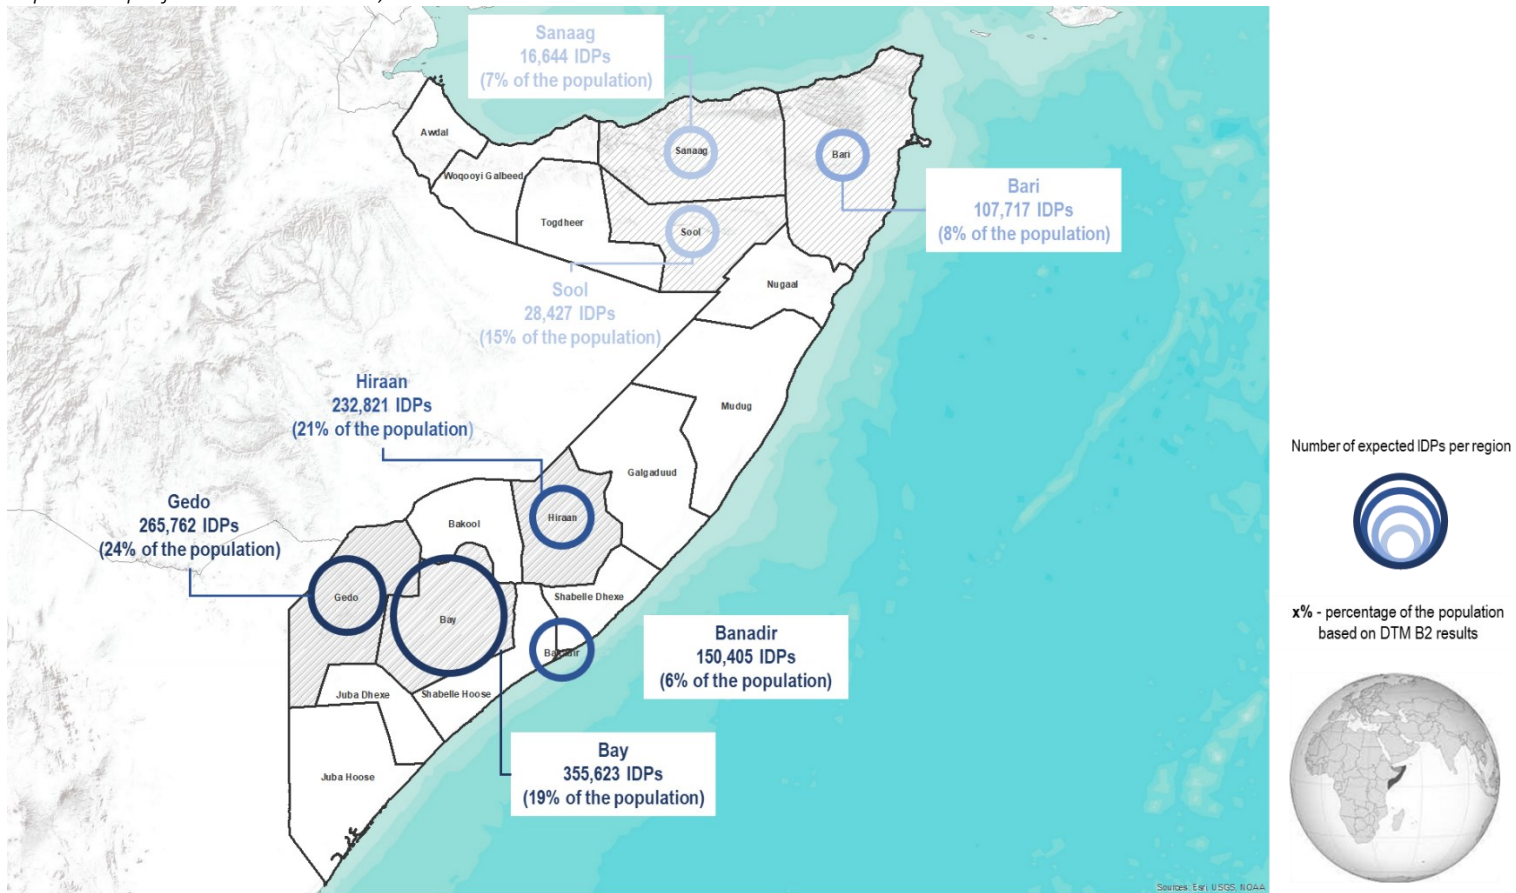 Sanaag
16,644 IDPs
(7% of the population)
Awdal
Woqooyi Galbeed
Togdheer
Sanaag
Bari
Sool
Bari
107,717 IDPs
(8% of the population)
Nugaal
Sool
28,427 IDPs
(15% of the population)
Hiraan
232,821 IDPs
(21% of the population)
Mudug
Galgaduud
Gedo
265,762 IDPs
(24% of the population)
Bakool
Hiraan
Gedo
Bay
Shabelle Dhexe
Banadir
150,405 IDPs
(6% of the population)
Juba Dhexe
Shabelle Hoose
Bay
355,623 IDPs
(19% of the population)
Juba Hoose
Number of expected IDPs per region
x% - percentage of the population
based on DTM B2 results
Sources: Esri, USGS, NOAA